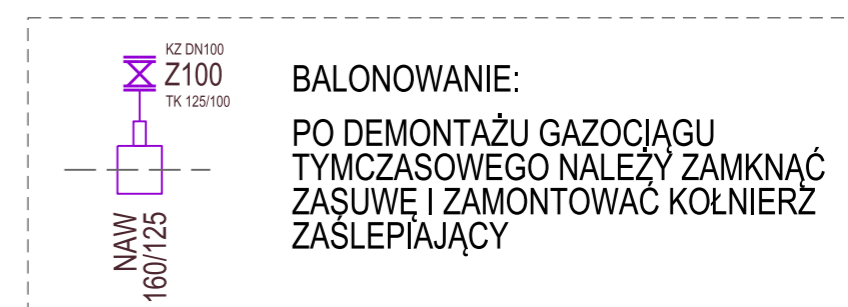 KZ DN100
Z100
TK 125/100
NAW
160/125
BALONOWANIE:
PO DEMONTAŻU GAZOCIĄGU
TYMCZASOWEGO NALEŻY ZAMKNĄĆ
ZASUWĘ I ZAMONTOWAĆ KOŁNIERZ
ZAŚLEPIAJĄCY